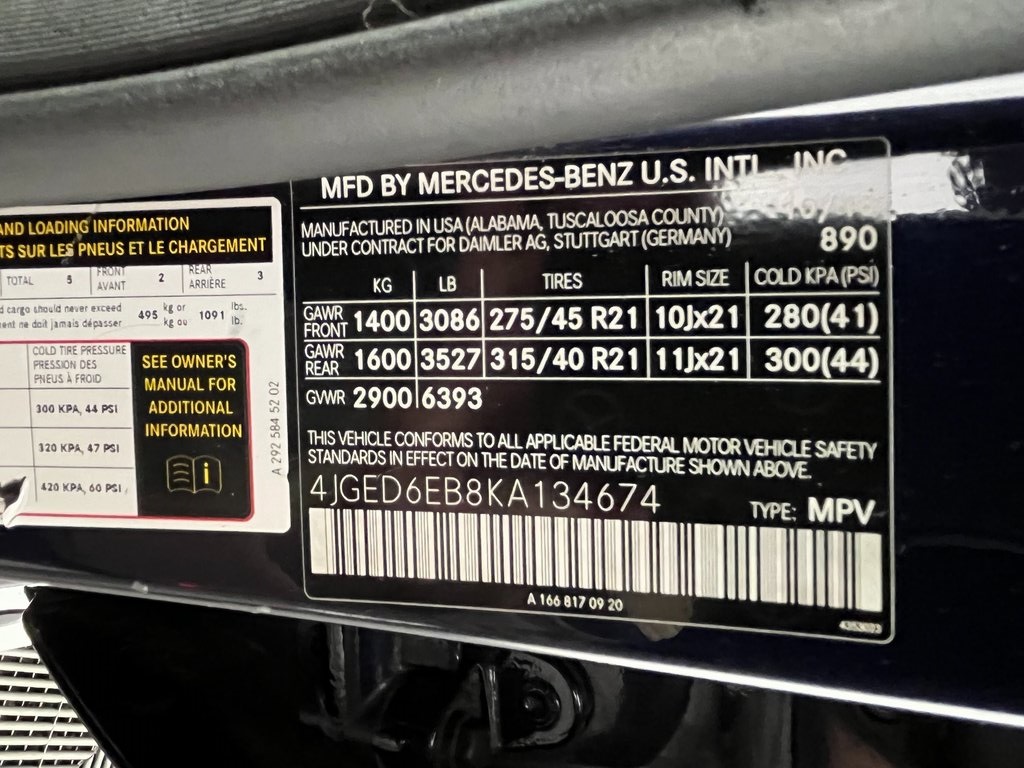 AND LOADING INFORMATION
TS SUR LES PNEUS ET LE CHARGEMENT
TOTAL 5 FRONT AVANT 2 REAR ARRIÈRE 3
d cargo should never exceed
ent ne doit jamais dépasser
495 kg or kg ou 1091 lbs. lb.
COLD TIRE PRESSURE
PRESSION DES
PNEUS À FROID
300 KPA, 44 PSI
320 KPA, 47 PSI
420 KPA, 60 PSI
SEE OWNER'S
MANUAL FOR
ADDITIONAL
INFORMATION
A 292 584 52 02
MFD BY MERCEDES-BENZ U.S. INTL, INC
MANUFACTURED IN USA (ALABAMA, TUSCALOOSA COUNTY)
UNDER CONTRACT FOR DAIMLER AG, STUTTGART (GERMANY)
890
KG LB TIRES RIM SIZE COLD KPA (PSI)
GAWR FRONT 1400 3086 275/45 R21 10Jx21 280(41)
GAWR REAR 1600 3527 315/40 R21 11Jx21 300(44)
GVWR 2900 6393
THIS VEHICLE CONFORMS TO ALL APPLICABLE FEDERAL MOTOR VEHICLE SAFETY
STANDARDS IN EFFECT ON THE DATE OF MANUFACTURE SHOWN ABOVE.
4JGED6EB8KA134674
TYPE: MPV
A 166 817 09 20